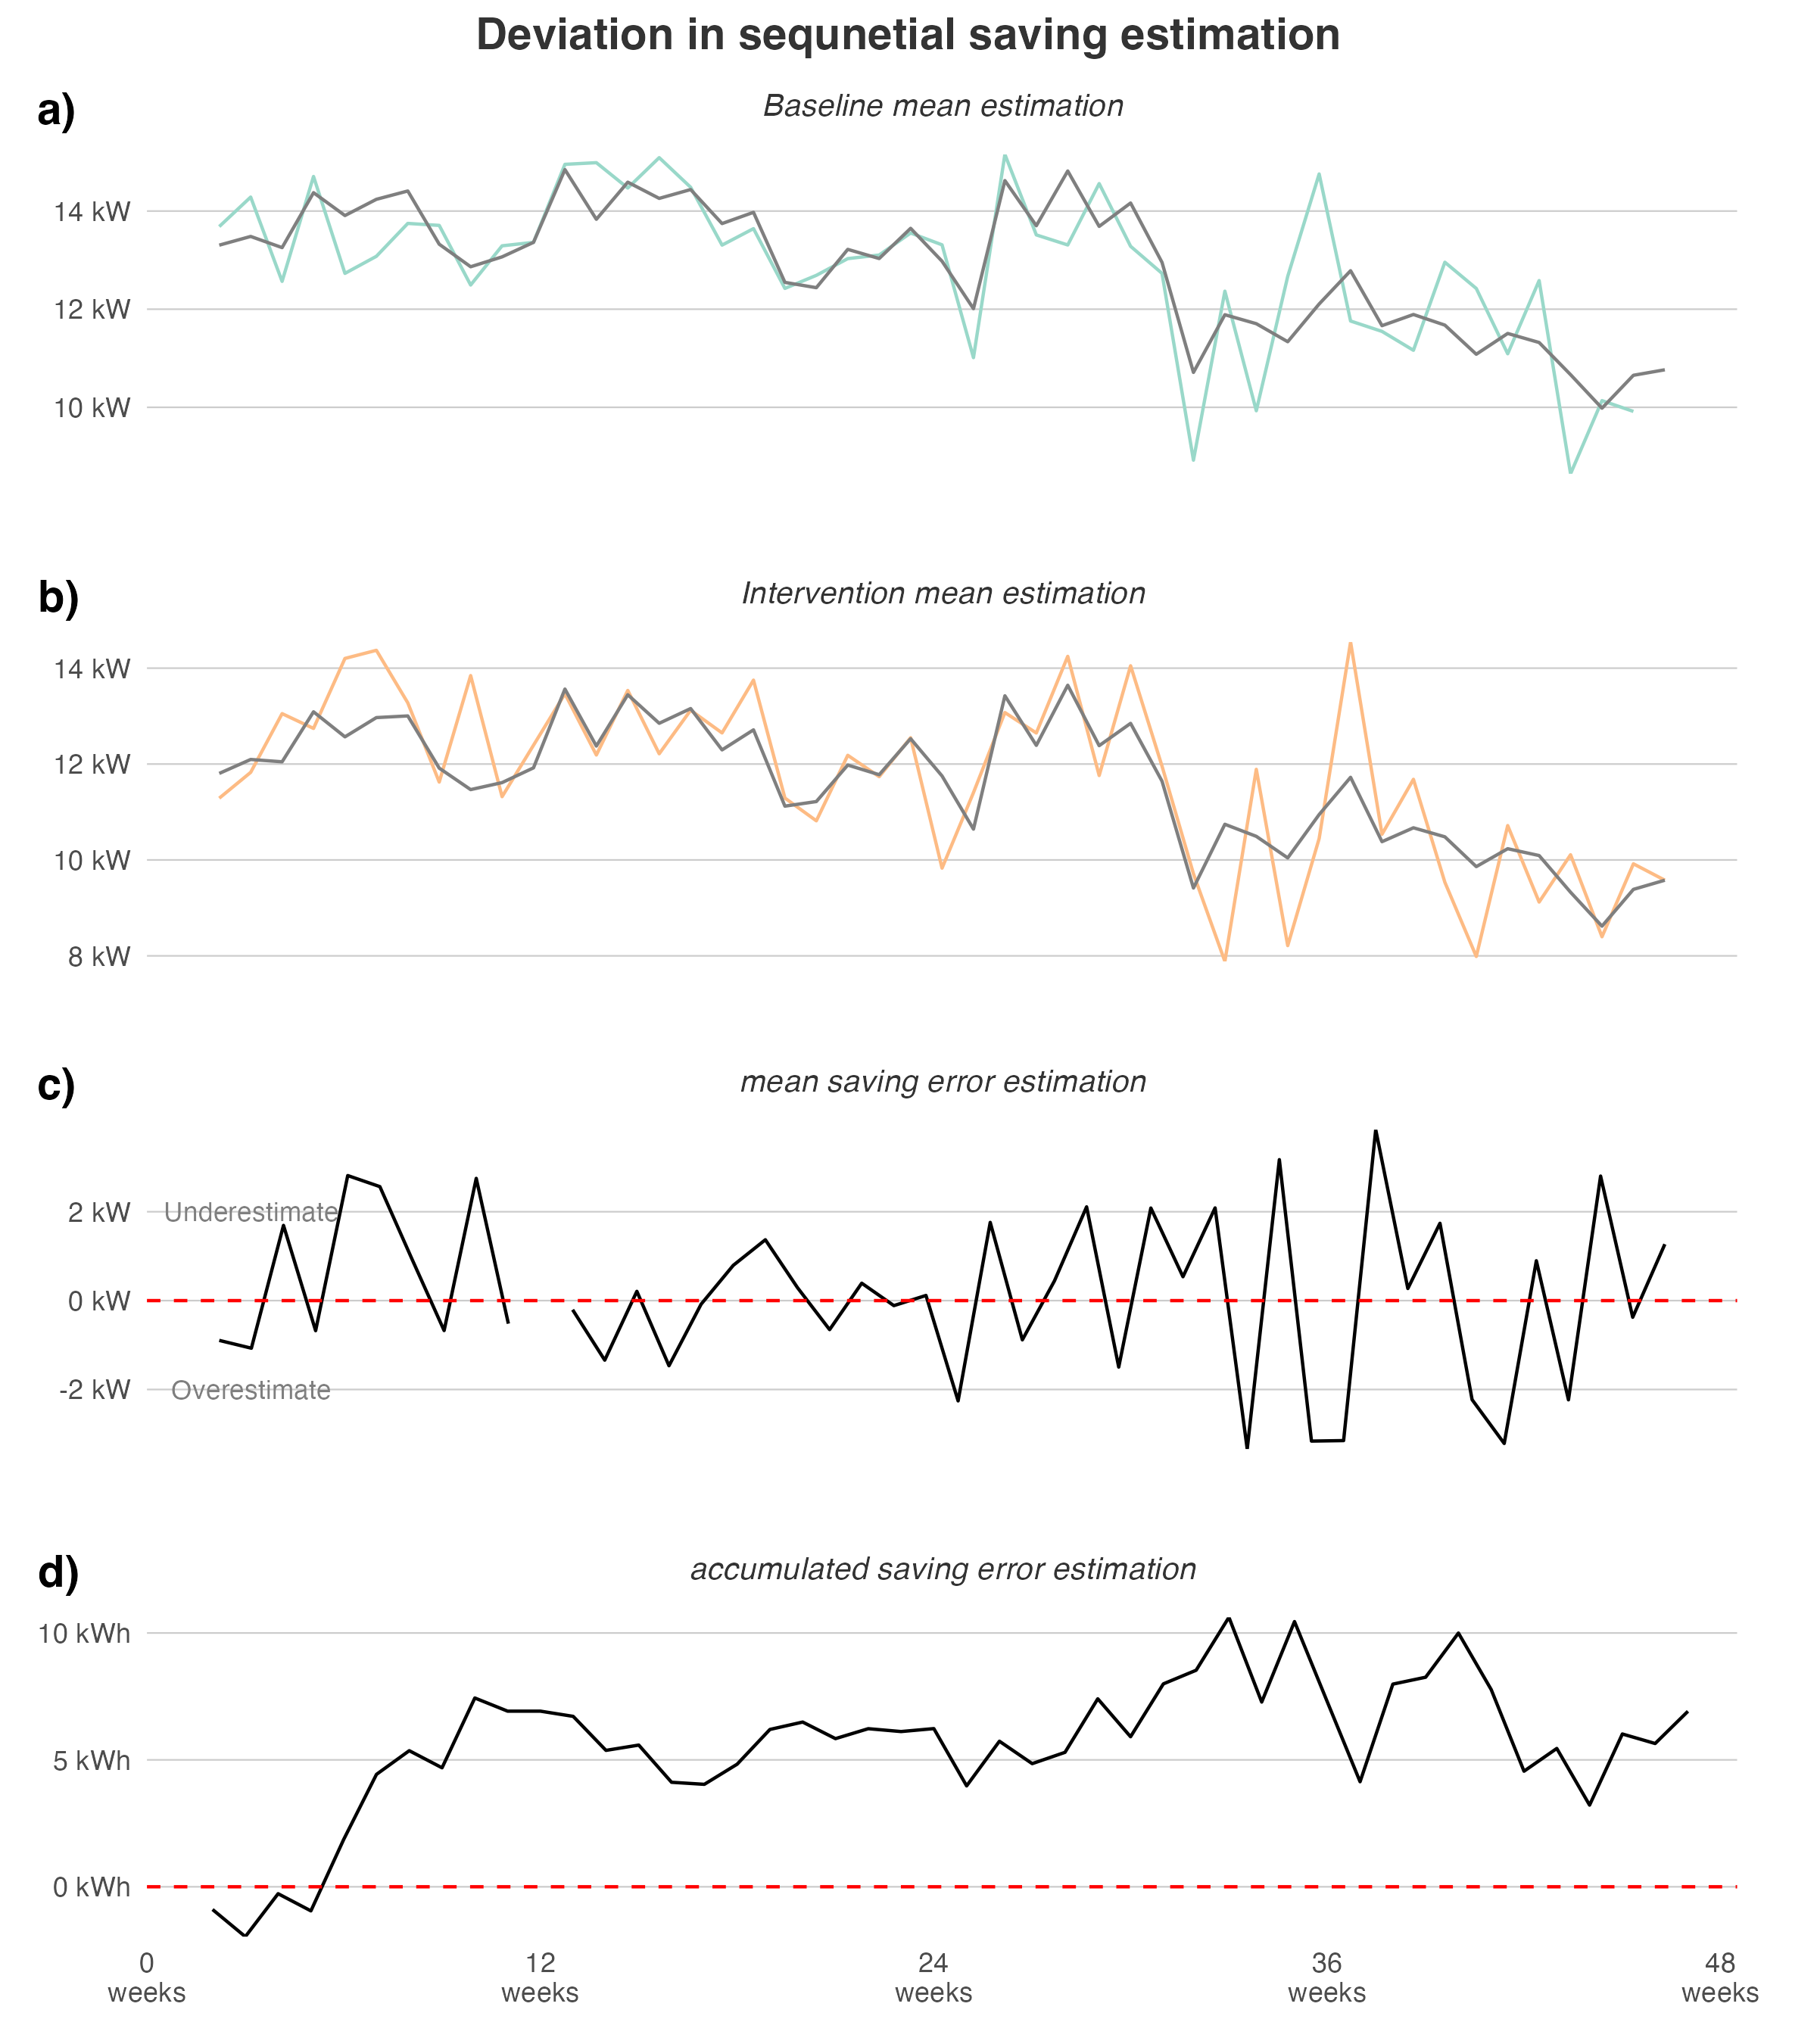 Deviation in sequnetial saving estimation
a)
Baseline mean estimation
14 kW
12 kW
10 kW
b)
Intervention mean estimation
14 kW
12 kW
10 kW
8 kW
c)
mean saving error estimation
2 kW
Underestimate
0 kW
-2 kW
Overestimate
d)
accumulated saving error estimation
10 kWh
5 kWh
0 kWh
0 weeks
12 weeks
24 weeks
36 weeks
48 weeks